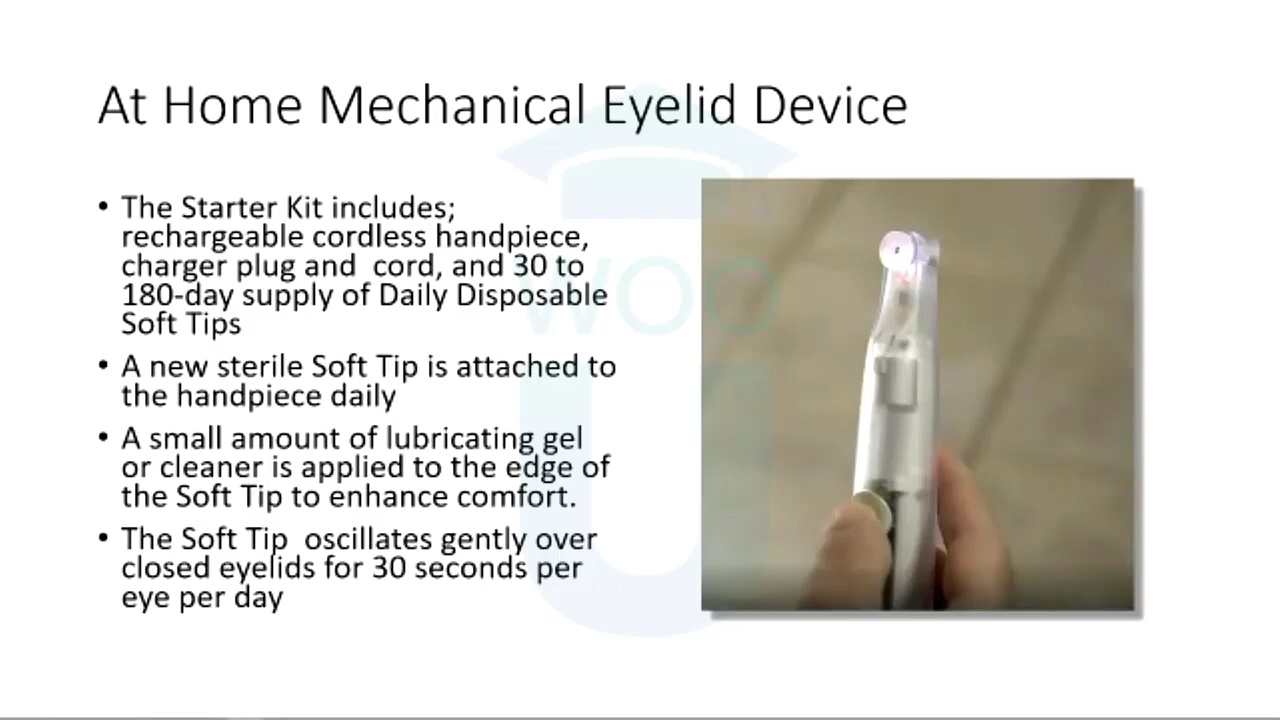 At Home Mechanical Eyelid Device
• The Starter Kit includes;
rechargeable cordless handpiece,
charger plug and  cord, and 30 to
180-day supply of Daily Disposable
Soft Tips
• A new sterile Soft Tip is attached to
the handpiece daily
• A small amount of lubricating gel
or cleaner is applied to the edge of
the Soft Tip to enhance comfort.
• The Soft Tip  oscillates gently over
closed eyelids for 30 seconds per
eye per day
WOO